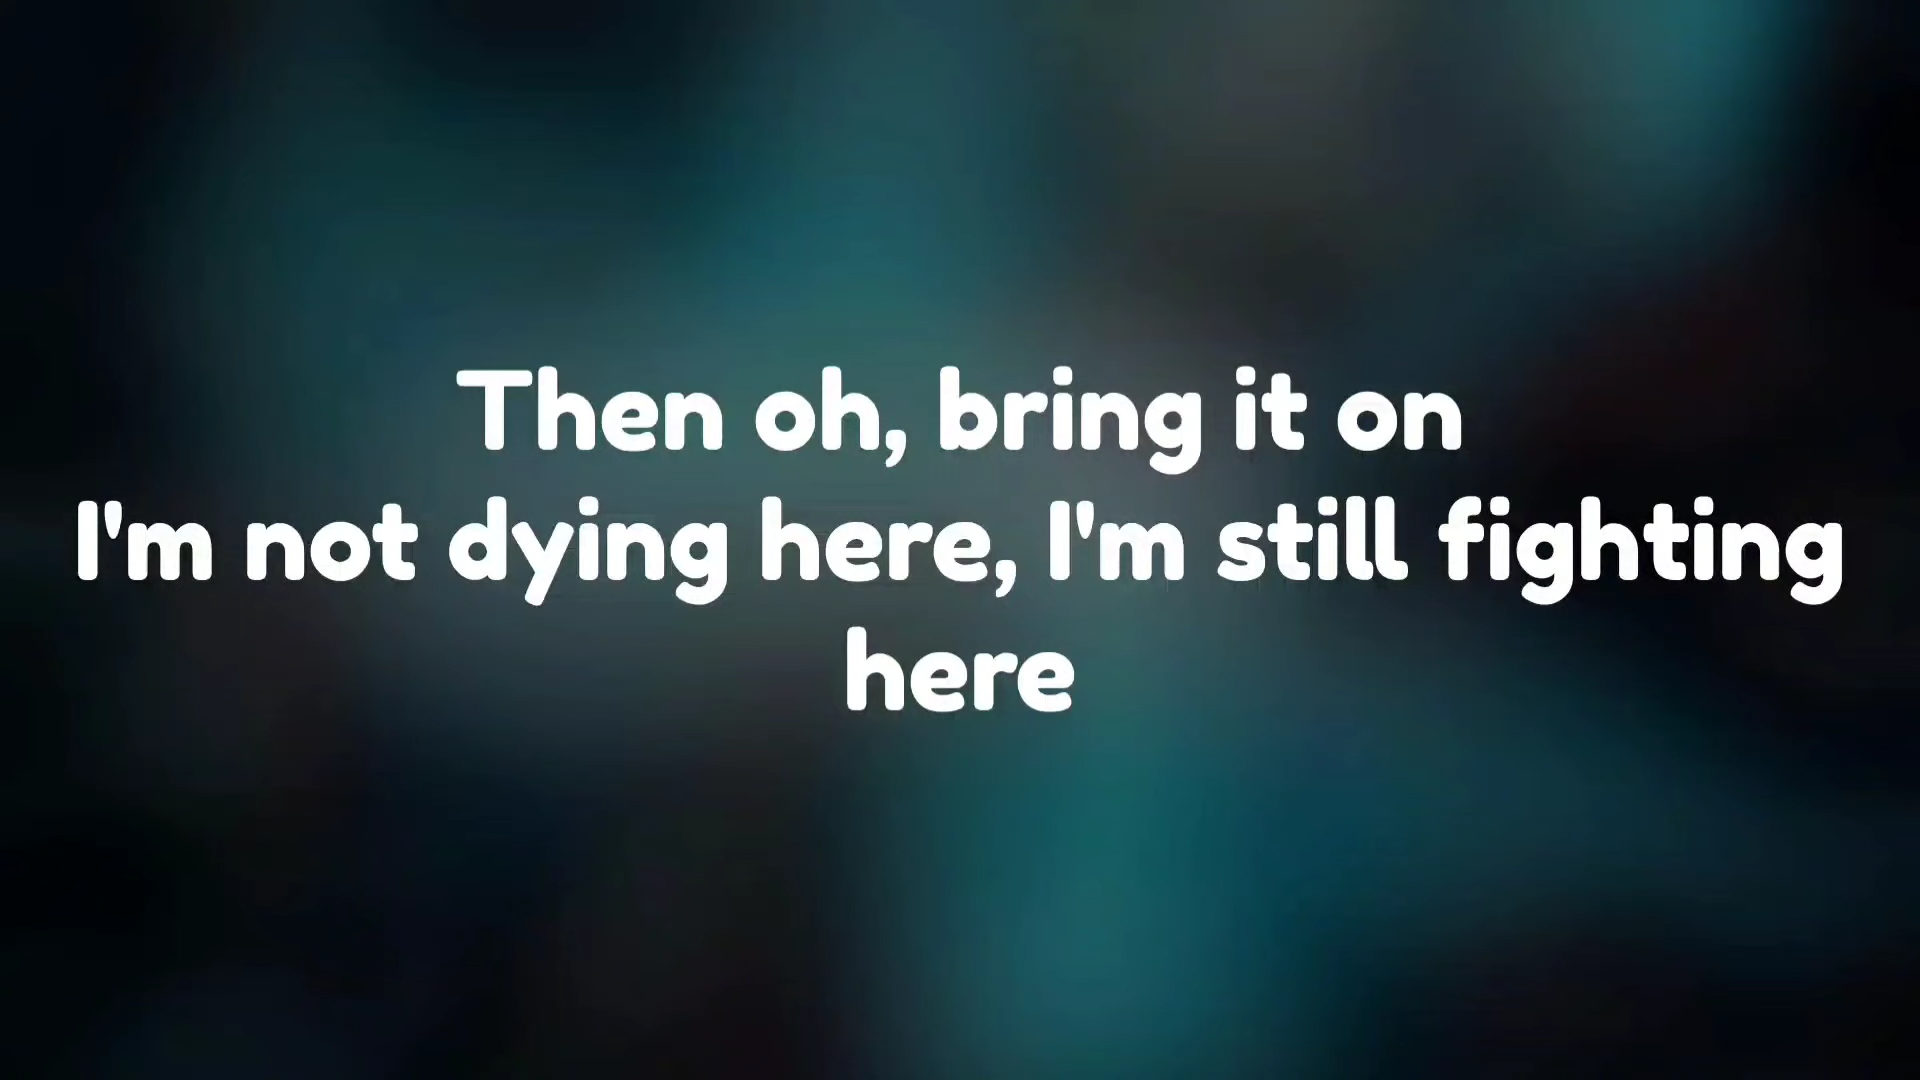 Then oh, bring it on
I'm not dying here, I'm still fighting
here